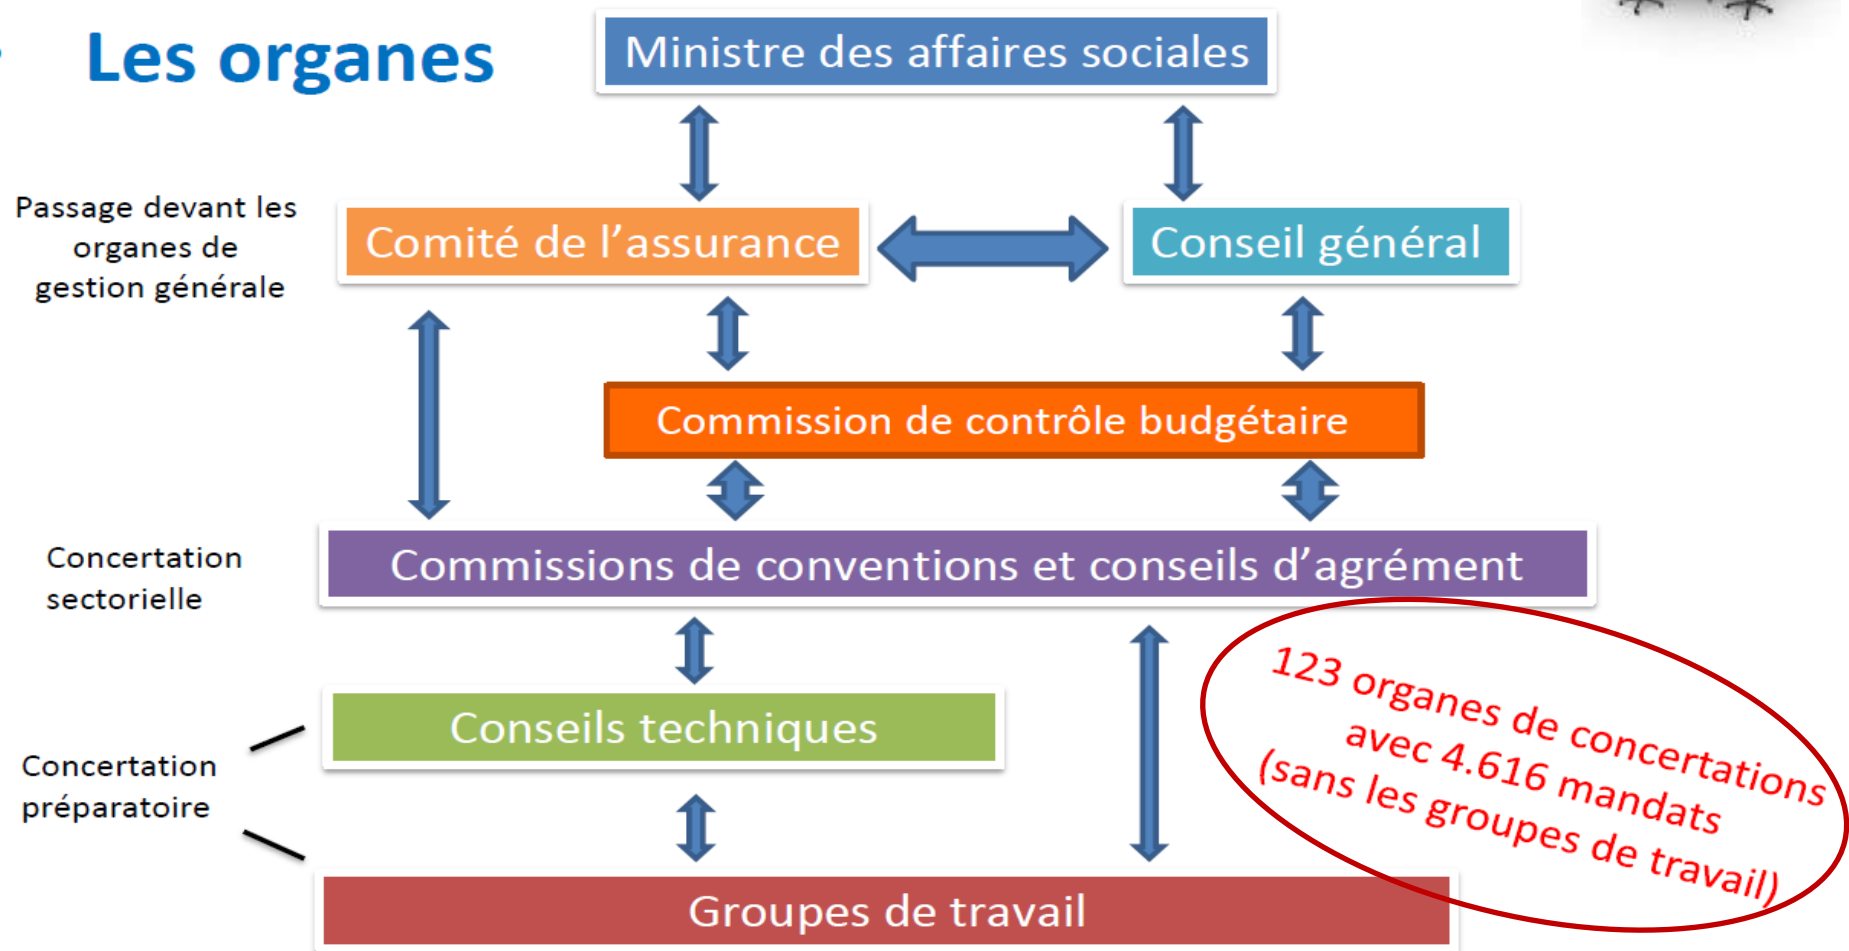 Les organes
Ministre des affaires sociales
Passage devant les
organes de
gestion générale
Comité de l’assurance
Conseil général
Commission de contrôle budgétaire
Concertation
sectorielle
Commissions de conventions et conseils d’agrément
123 organes de concertations
avec 4.616 mandats
(sans les groupes de travail)
Conseils techniques
Concertation
préparatoire
Groupes de travail